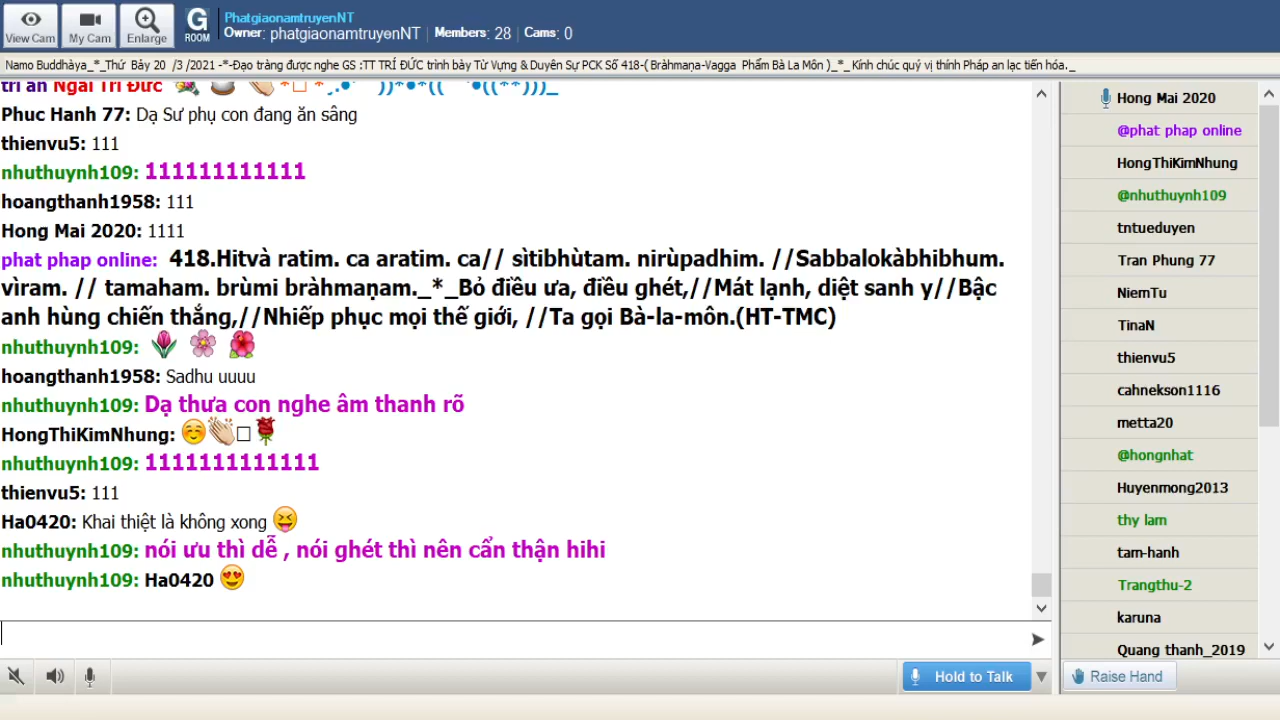 View Cam
My Cam
Enlarge
G
ROOM
PhatgiaonamtruyenNT
Owner: phatgiaonamtruyenNT | Members: 28 | Cams: 0
Namo Buddhàya_*_Thứ Bảy 20 /3 /2021 -*-Đạo tràng được nghe GS :TT TRÍ ĐỨC trình bày Từ Vựng & Duyên Sự PCK Số 418-( Bràhmaṇa-Vagga Phẩm Bà La Môn )_*_ Kính chúc quý vị thính Pháp an lạc tiến hóa._
tri ân Ngài Trí Đức
Phuc Hanh 77: Dạ Sư phụ con đang ăn sâng
thienvu5: 111
nhuthuynh109: 111111111111
hoangthanh1958: 111
Hong Mai 2020: 1111
phat phap online: 418.Hitvà ratim. ca aratim. ca// sìtibhùtam. nirùpadhim. //Sabbalokàbhibhum.
vìram. // tamaham. brùmi bràhmaṇam._*_Bỏ điều ưa, điều ghét,//Mát lạnh, diệt sanh y//Bậc
anh hùng chiến thắng,//Nhiếp phục mọi thế giới, //Ta gọi Bà-la-môn.(HT-TMC)
nhuthuynh109:
hoangthanh1958: Sadhu uuuu
nhuthuynh109: Dạ thưa con nghe âm thanh rõ
HongThiKimNhung:
nhuthuynh109: 1111111111111
thienvu5: 111
Ha0420: Khai thiệt là không xong
nhuthuynh109: nói ưu thì dễ , nói ghét thì nên cẩn thận hihi
nhuthuynh109: Ha0420
Hold to Talk
Hong Mai 2020
@phat phap online
HongThiKimNhung
@nhuthuynh109
tntueduyen
Tran Phung 77
NiemTu
TinaN
thienvu5
cahnekson1116
metta20
@hongnhat
Huyenmong2013
thy lam
tam-hanh
Trangthu-2
karuna
Quang thanh_2019
Raise Hand